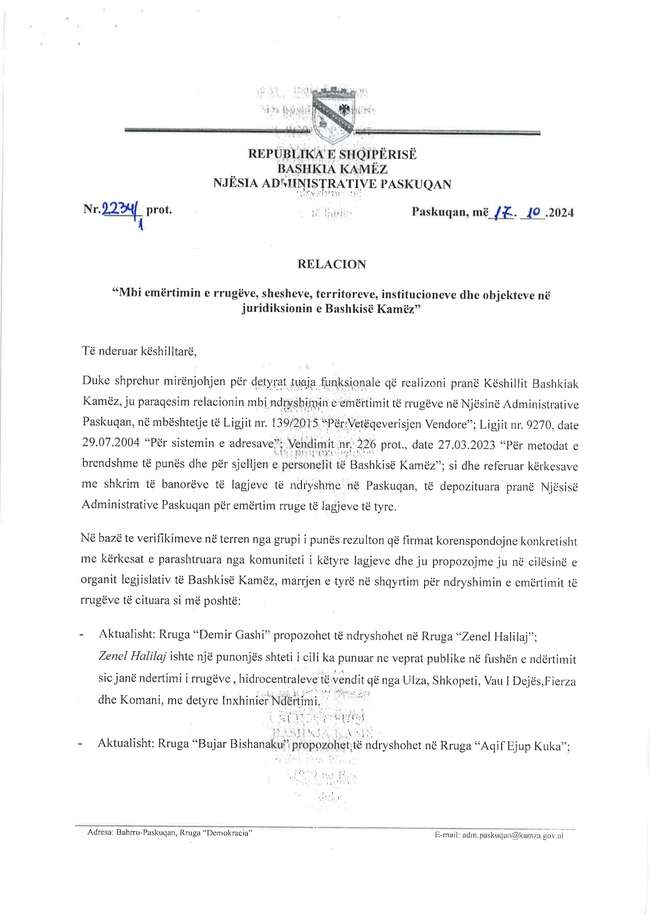 REPUBLIKA E SHQIPËRISË
BASHKIA KAMËZ
NJËSIA ADMINISTRATIVE PASKUQAN
Nr. 2234/1 prot. Paskuqan, më 17. 10 .2024
RELACION
“Mbi emërtimin e rrugëve, shesheve, territoreve, institucioneve dhe objekteve në
juridiksionin e Bashkisë Kamëz”
Të nderuar këshilltarë,
Duke shprehur mirënjohjen për detyrat tuaja funksionale që realizoni pranë Këshillit Bashkiak
Kamëz, ju paraqesim relacionin mbi ndryshimin e emërtimit të rrugëve në Njësinë Administrative
Paskuqan, në mbështetje të Ligjit nr. 139/2015 “Për Vetëqeverisjen Vendore”; Ligjit nr. 9270, date
29.07.2004 “Për sistemin e adresave”; Vendimit nr. 226 prot., date 27.03.2023 “Për metodat e
brendshme të punës dhe për sjelljen e personelit të Bashkisë Kamëz”; si dhe referuar kërkesave
me shkrim të banorëve të lagjeve të ndryshme në Paskuqan, të depozituara pranë Njësisë
Administrative Paskuqan për emërtim rruge të lagjeve të tyre.
Në bazë te verifikimeve në terren nga grupi i punës rezulton që firmat korenspondojne konkretisht
me kërkesat e parashtruara nga komuniteti i këtyre lagjeve dhe ju propozojme ju në cilësinë e
organit legjislativ të Bashkisë Kamëz, marrjen e tyrë në shqyrtim për ndryshimin e emërtimit të
rrugëve të cituara si më poshtë:
- Aktualisht: Rruga “Demir Gashi” propozohet të ndryshohet në Rruga “Zenel Halilaj”;
Zenel Halilaj ishte një punonjës shteti i cili ka punuar ne veprat publike në fushën e ndërtimit
sic janë ndertimi i rrugëve , hidrocentraleve të vendit që nga Ulza, Shkopeti, Vau I Dejës,Fierza
dhe Komani, me detyre Inxhinier Ndërtimi.
- Aktualisht: Rruga “Bujar Bishanaku” propozohet të ndryshohet në Rruga “Aqif Ejup Kuka”;
Adresa: Bahrru-Paskuqan, Rruga “Demokracia” E-mail: adm.paskuqan@kamza.gov.al